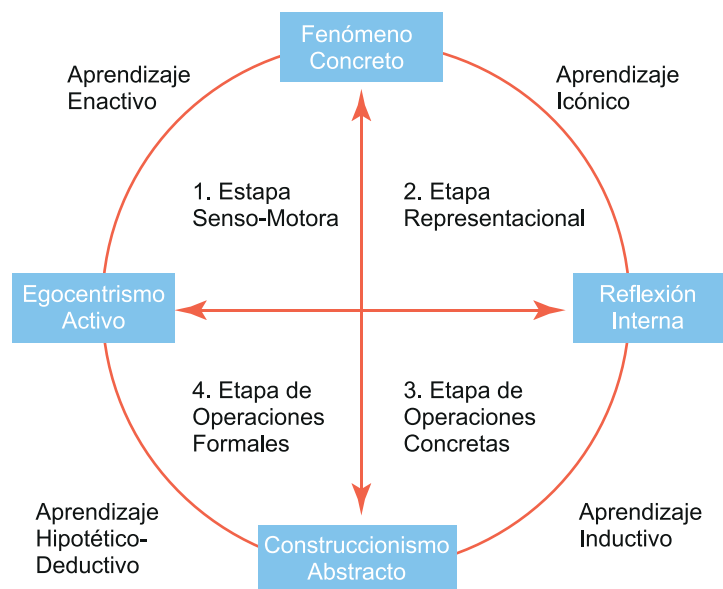 Fenómeno
Concreto
Aprendizaje
Enactivo
Aprendizaje
Icónico
1. Estapa
Senso-Motora
2. Etapa
Representacional
Egocentrismo
Activo
Reflexión
Interna
4. Etapa de
Operaciones
Formales
3. Etapa de
Operaciones
Concretas
Aprendizaje
Hipotético-
Deductivo
Construccionismo
Abstracto
Aprendizaje
Inductivo